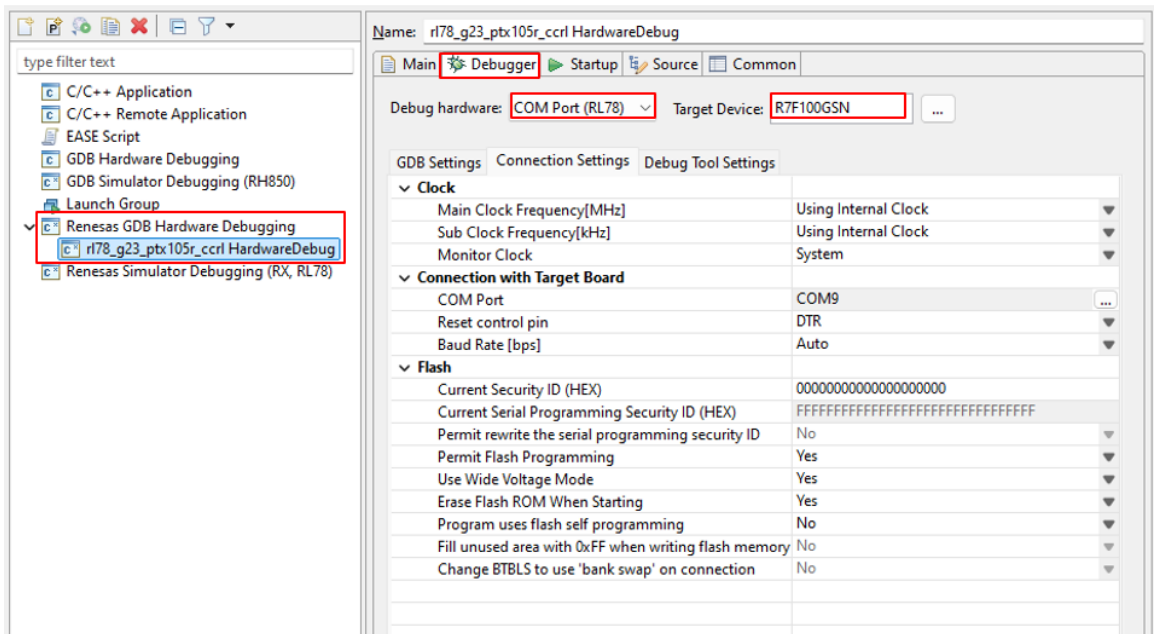 type filter text
C/C++ Application
C/C++ Remote Application
EASE Script
GDB Hardware Debugging
GDB Simulator Debugging (RH850)
Launch Group
Renesas GDB Hardware Debugging
rl78_g23_ptx105r_ccrl HardwareDebug
Renesas Simulator Debugging (RX, RL78)
Name: rl78_g23_ptx105r_ccrl HardwareDebug
Main Debugger Startup Source Common
Debug hardware: COM Port (RL78) Target Device: R7F100GSN ...
GDB Settings Connection Settings Debug Tool Settings
Clock
Main Clock Frequency[MHz] Using Internal Clock
Sub Clock Frequency[kHz] Using Internal Clock
Monitor Clock System
Connection with Target Board
COM Port COM9 ...
Reset control pin DTR
Baud Rate [bps] Auto
Flash
Current Security ID (HEX) 00000000000000000000
Current Serial Programming Security ID (HEX) FFFFFFFFFFFFFFFFFFFFFFFFFFFFFFFF
Permit rewrite the serial programming security ID No
Permit Flash Programming Yes
Use Wide Voltage Mode Yes
Erase Flash ROM When Starting Yes
Program uses flash self programming No
Fill unused area with 0xFF when writing flash memory No
Change BTBLS to use 'bank swap' on connection No